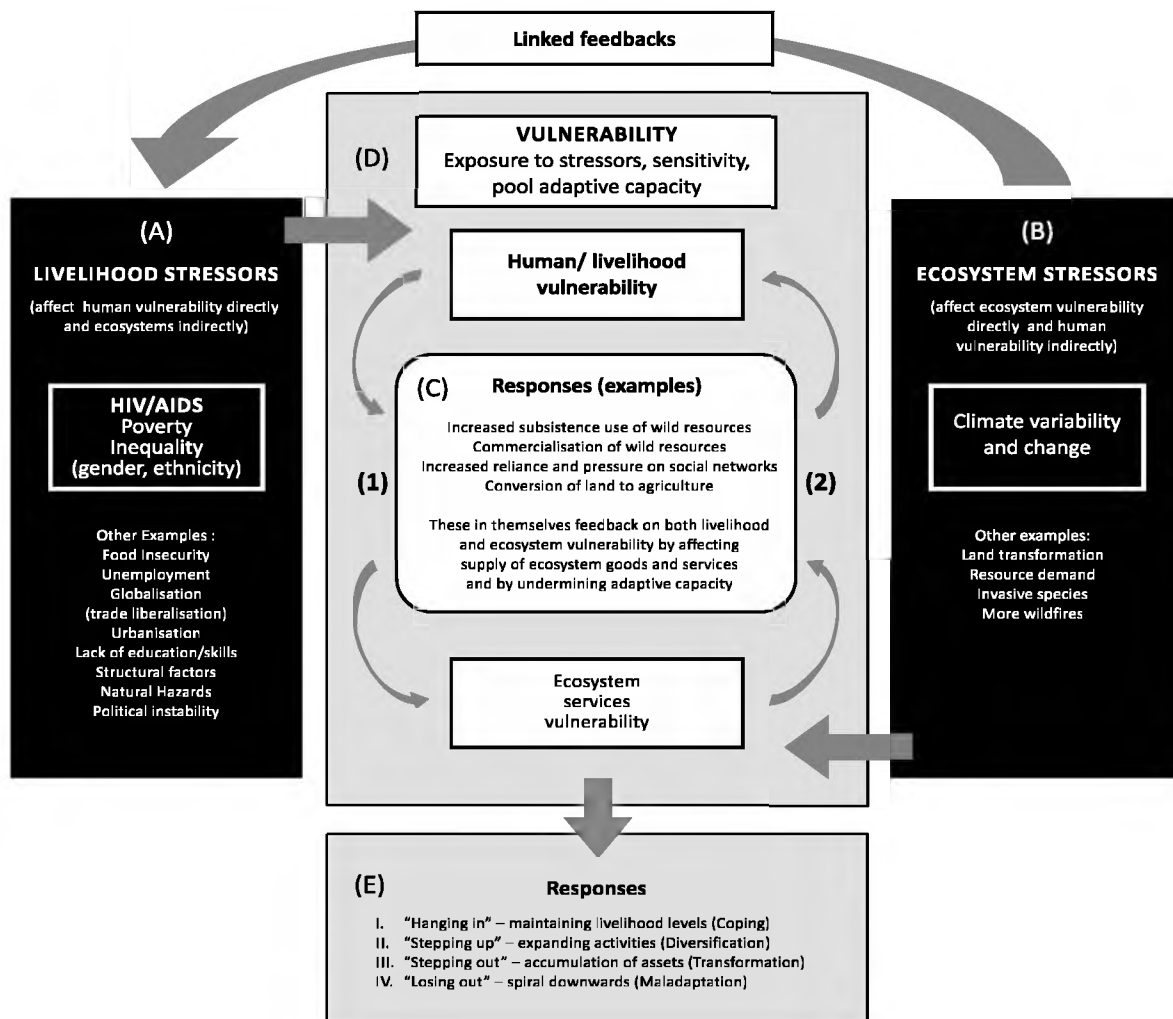 Linked feedbacks
(D)
VULNERABILITY
Exposure to stressors, sensitivity,
pool adaptive capacity
(A)
LIVELIHOOD STRESSORS
(affect human vulnerability directly
and ecosystems indirectly)
HIV/AIDS
Poverty
Inequality
(gender, ethnicity)
Other Examples :
Food Insecurity
Unemployment
Globalisation
(trade liberalisation)
Urbanisation
Lack of education/skills
Structural factors
Natural Hazards
Political instability
Human/ livelihood
vulnerability
(C)
Responses (examples)
Increased subsistence use of wild resources
Commercialisation of wild resources
Increased reliance and pressure on social networks
Conversion of land to agriculture
These in themselves feedback on both livelihood
and ecosystem vulnerability by affecting
supply of ecosystem goods and services
and by undermining adaptive capacity
(1)
(2)
Ecosystem
services
vulnerability
(B)
ECOSYSTEM STRESSORS
(affect ecosystem vulnerability
directly and human
vulnerability indirectly)
Climate variability
and change
Other examples:
Land transformation
Resource demand
Invasive species
More wildfires
(E)
Responses
I. "Hanging in" – maintaining livelihood levels (Coping)
II. "Stepping up" – expanding activities (Diversification)
III. "Stepping out" – accumulation of assets (Transformation)
IV. "Losing out" – spiral downwards (Maladaptation)